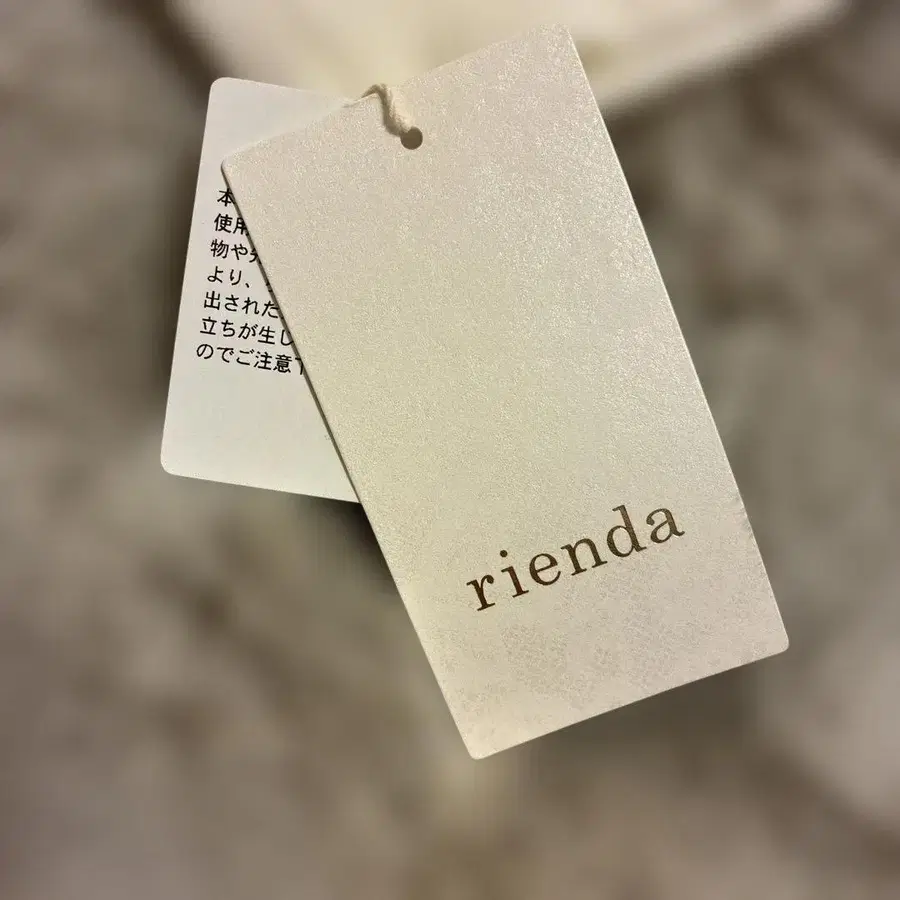 本
使用
物や
より、
出された
立ちが生じ
のでご注意下
rienda